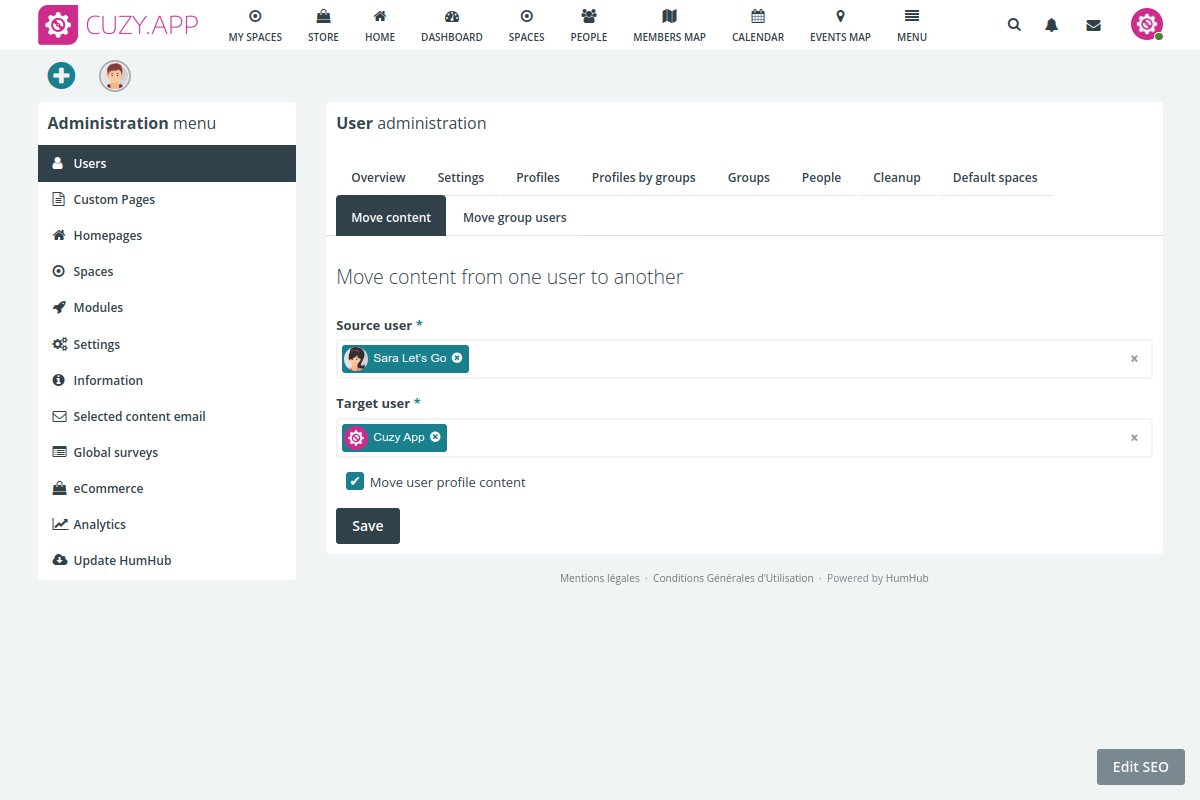 CUZY.APP
MY SPACES
STORE
HOME
DASHBOARD
SPACES
PEOPLE
MEMBERS MAP
CALENDAR
EVENTS MAP
MENU
Administration menu
Users
Custom Pages
Homepages
Spaces
Modules
Settings
Information
Selected content email
Global surveys
eCommerce
Analytics
Update HumHub
User administration
Overview
Settings
Profiles
Profiles by groups
Groups
People
Cleanup
Default spaces
Move content
Move group users
Move content from one user to another
Source user *
Sara Let's Go
×
Target user *
Cuzy App
×
Move user profile content
Save
Mentions légales · Conditions Générales d'Utilisation · Powered by HumHub
Edit SEO